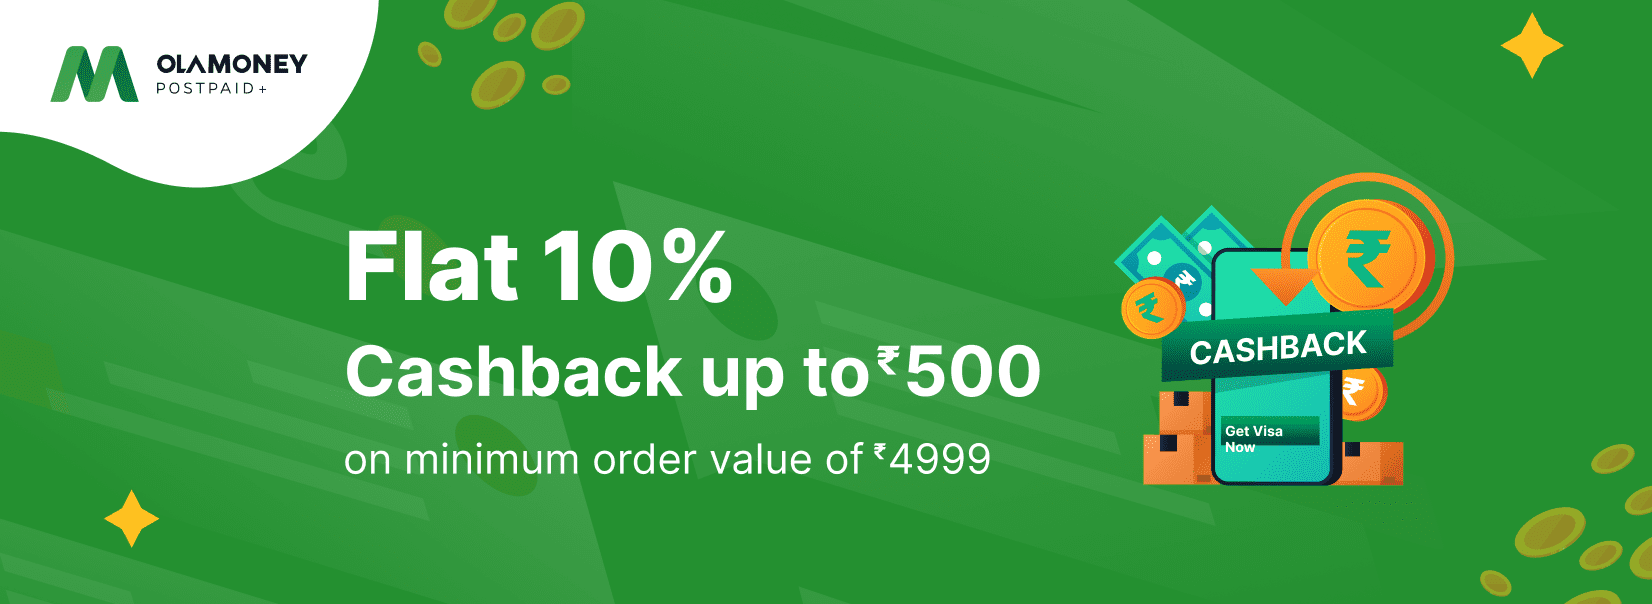 OLAMONEY
POSTPAID+
Flat 10%
Cashback up to ₹500
on minimum order value of ₹4999
₹
₹
₹
CASHBACK
₹
Get Visa
Now